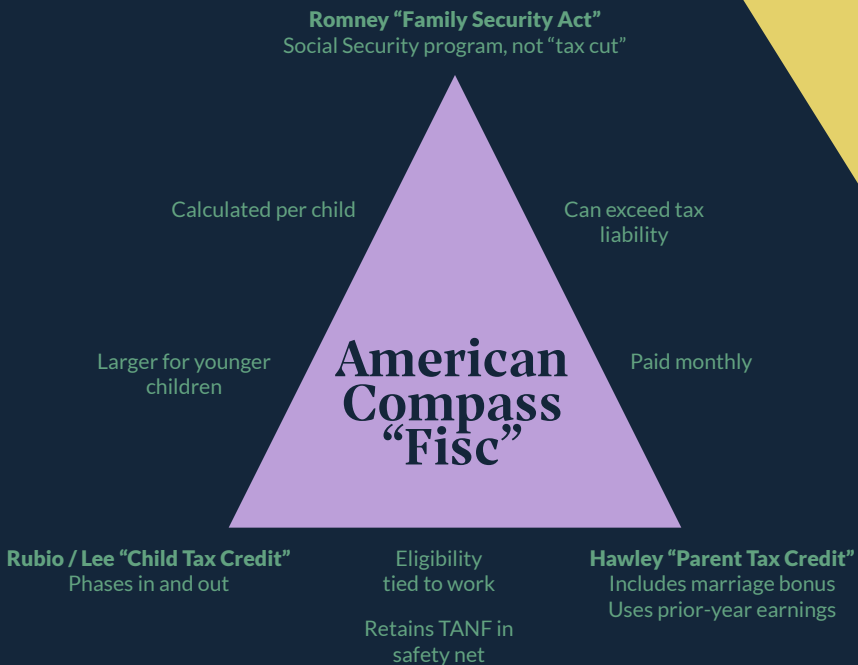 Romney “Family Security Act”
Social Security program, not “tax cut”
Calculated per child
Can exceed tax
liability
Larger for younger
children
Paid monthly
American
Compass
“Fisc”
Rubio / Lee “Child Tax Credit”
Phases in and out
Eligibility
tied to work
Retains TANF in
safety net
Hawley “Parent Tax Credit”
Includes marriage bonus
Uses prior-year earnings